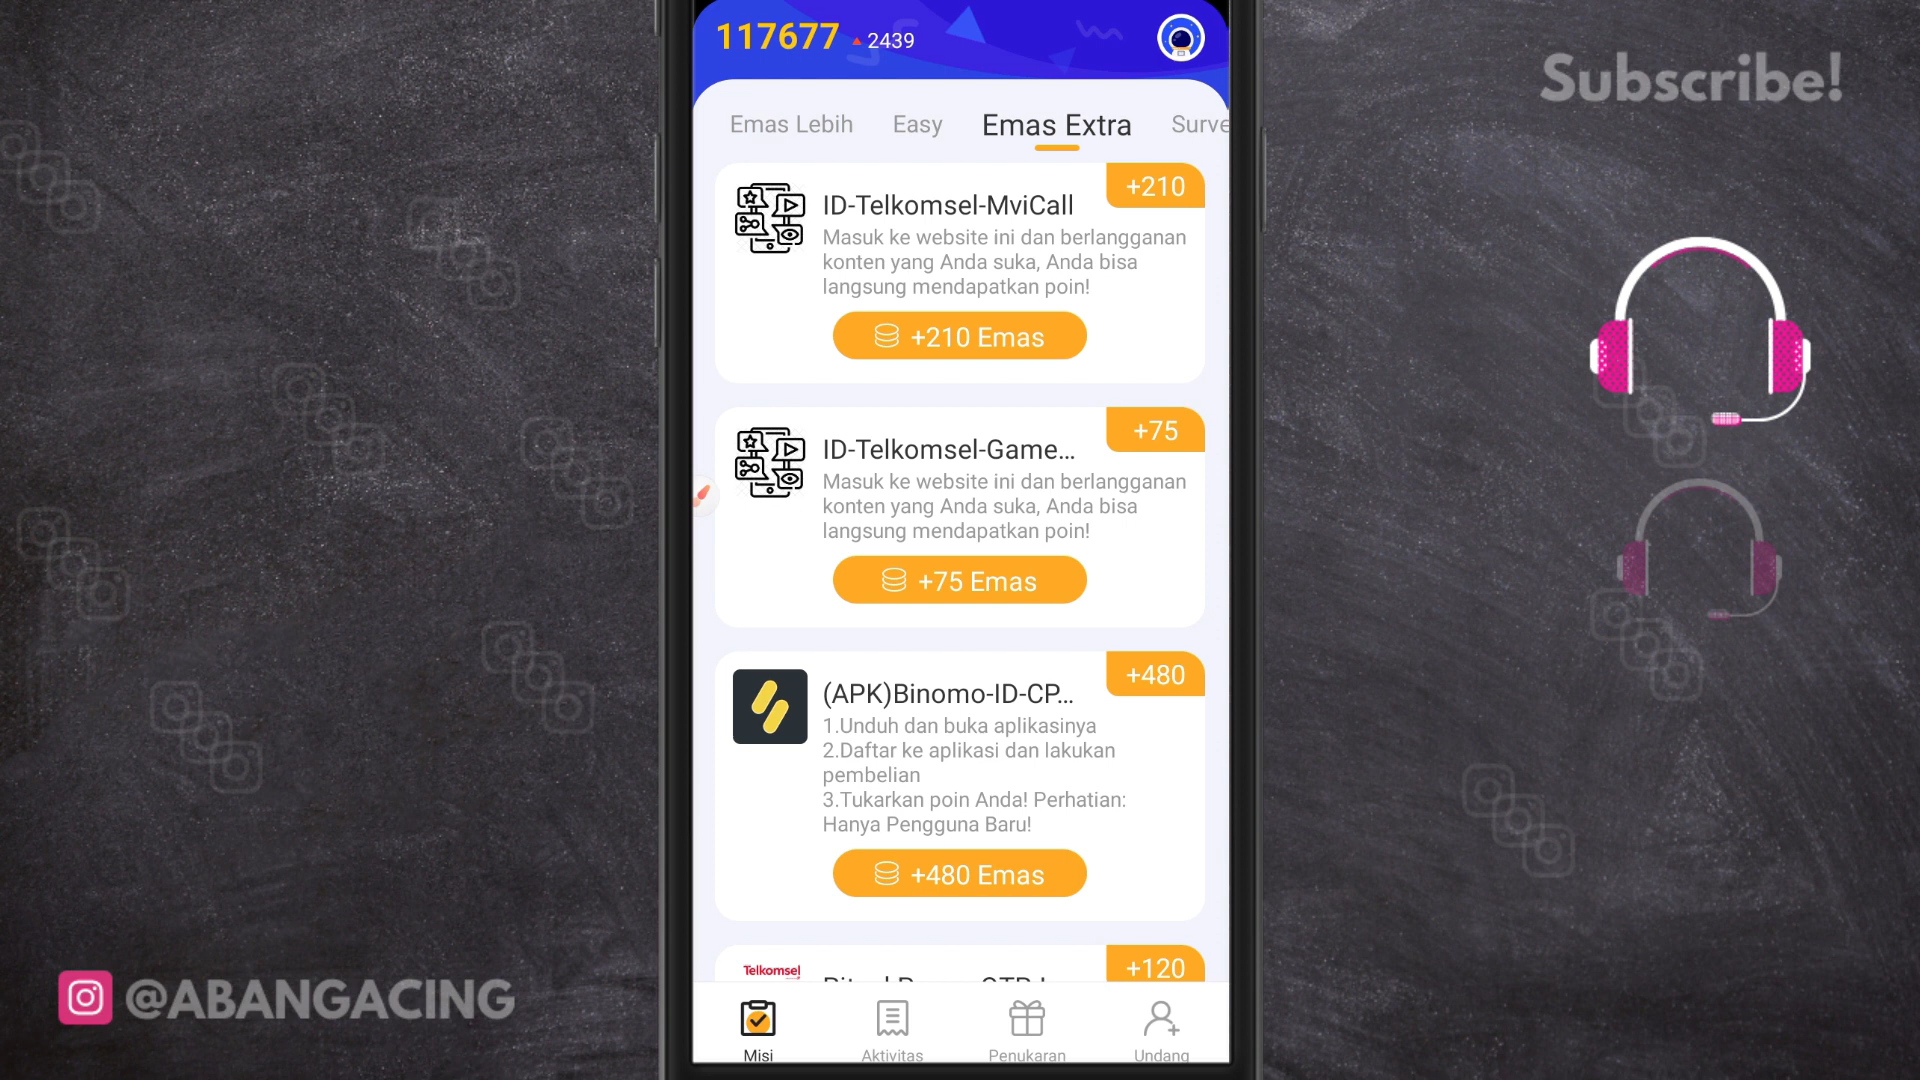 117677 2439
Subscribe!
Emas Lebih Easy Emas Extra Surve
+210
ID-Telkomsel-MviCall
Masuk ke website ini dan berlangganan
konten yang Anda suka, Anda bisa
langsung mendapatkan poin!
+210 Emas
+75
ID-Telkomsel-Game...
Masuk ke website ini dan berlangganan
konten yang Anda suka, Anda bisa
langsung mendapatkan poin!
+75 Emas
+480
(APK)Binomo-ID-CP...
1.Unduh dan buka aplikasinya
2.Daftar ke aplikasi dan lakukan
pembelian
3.Tukarkan poin Anda! Perhatian:
Hanya Pengguna Baru!
+480 Emas
+120
Telkomsel
@ABANGACING
Misi Aktivitas Penukaran Undang